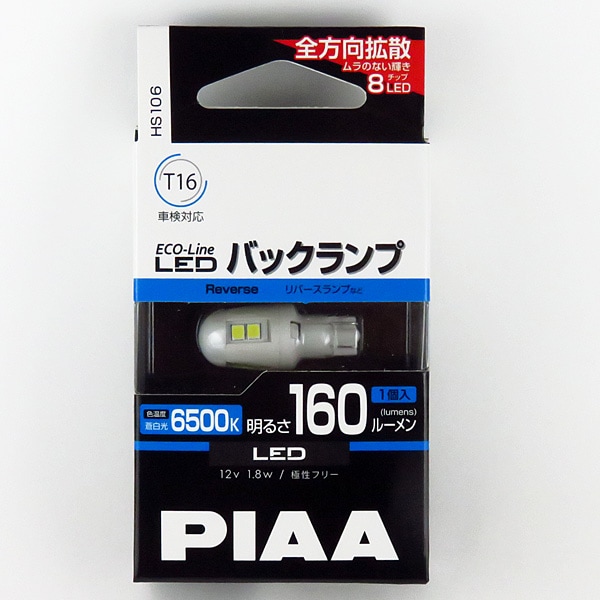 全方向拡散
ムラのない輝き
8チップLED
HS106
T16
車検対応
ECO-Line
LED バックランプ
Reverse リバースランプなど
1個入
色温度
蒼白光 6500K 明るさ 160 (lumens) ルーメン
LED
12v 1.8w / 極性フリー
PIAA